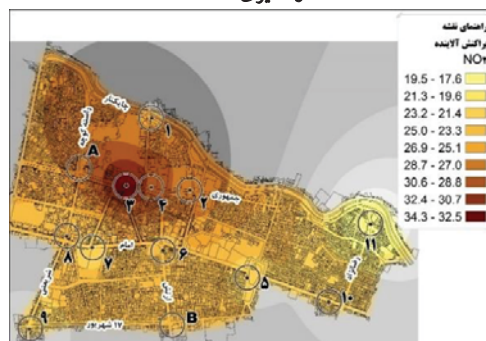 راهنمای نقشه
پراکنش آلاینده
NO۲
19.5 - 17.6
21.3 - 19.6
23.2 - 21.4
25.0 - 23.3
26.9 - 25.1
28.7 - 27.0
30.6 - 28.8
32.4 - 30.7
34.3 - 32.5
چایکنار
۱
A
۳
۴
۲
جمهوری
۱۱
۸
۷
امام
۶
۵
۱۰
۹
۱۷ شهریور
B